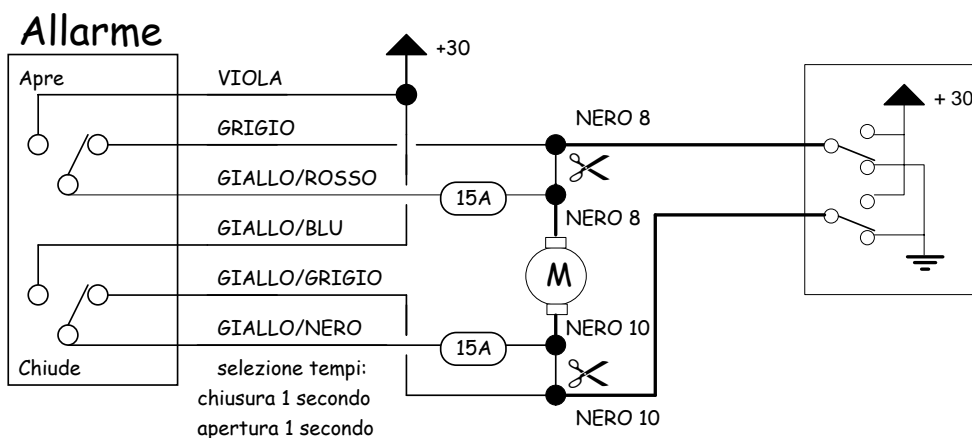 Allarme
+30
Apre
VIOLA
+ 30
GRIGIO
NERO 8
GIALLO/ROSSO
15A
NERO 8
GIALLO/BLU
M
GIALLO/GRIGIO
GIALLO/NERO
NERO 10
15A
Chiude
selezione tempi:
chiusura 1 secondo
apertura 1 secondo
NERO 10